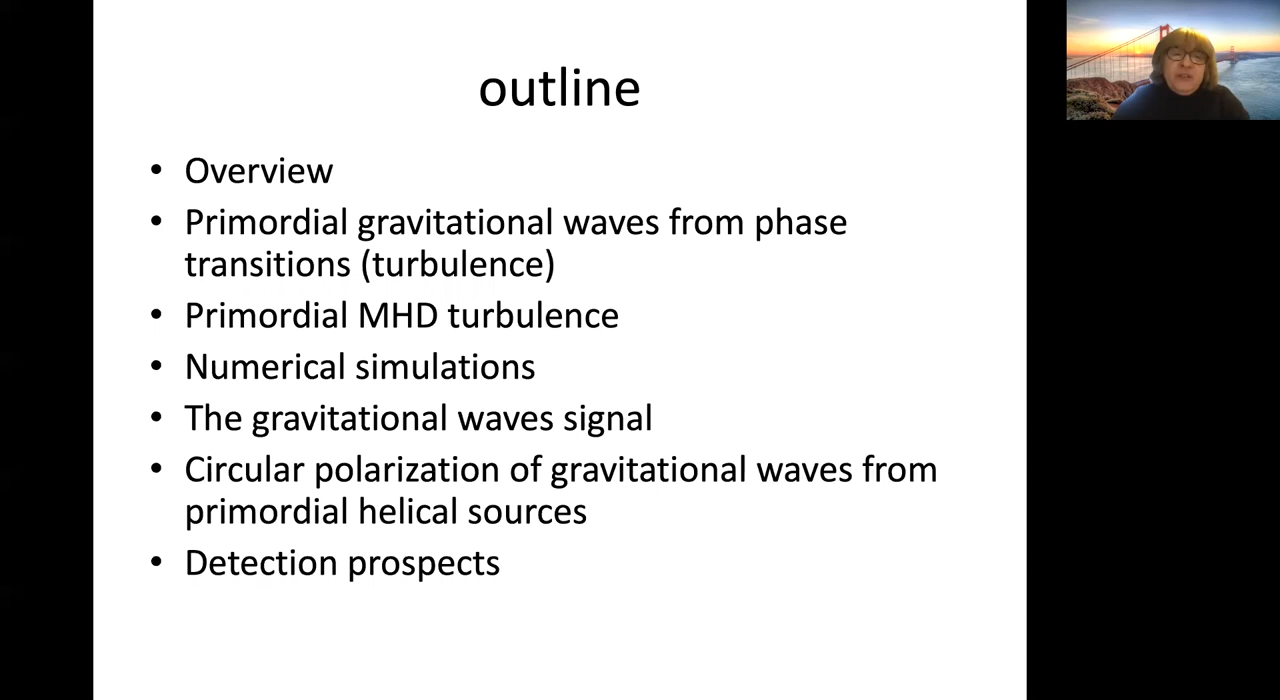 outline
• Overview
• Primordial gravitational waves from phase
transitions (turbulence)
• Primordial MHD turbulence
• Numerical simulations
• The gravitational waves signal
• Circular polarization of gravitational waves from
primordial helical sources
• Detection prospects